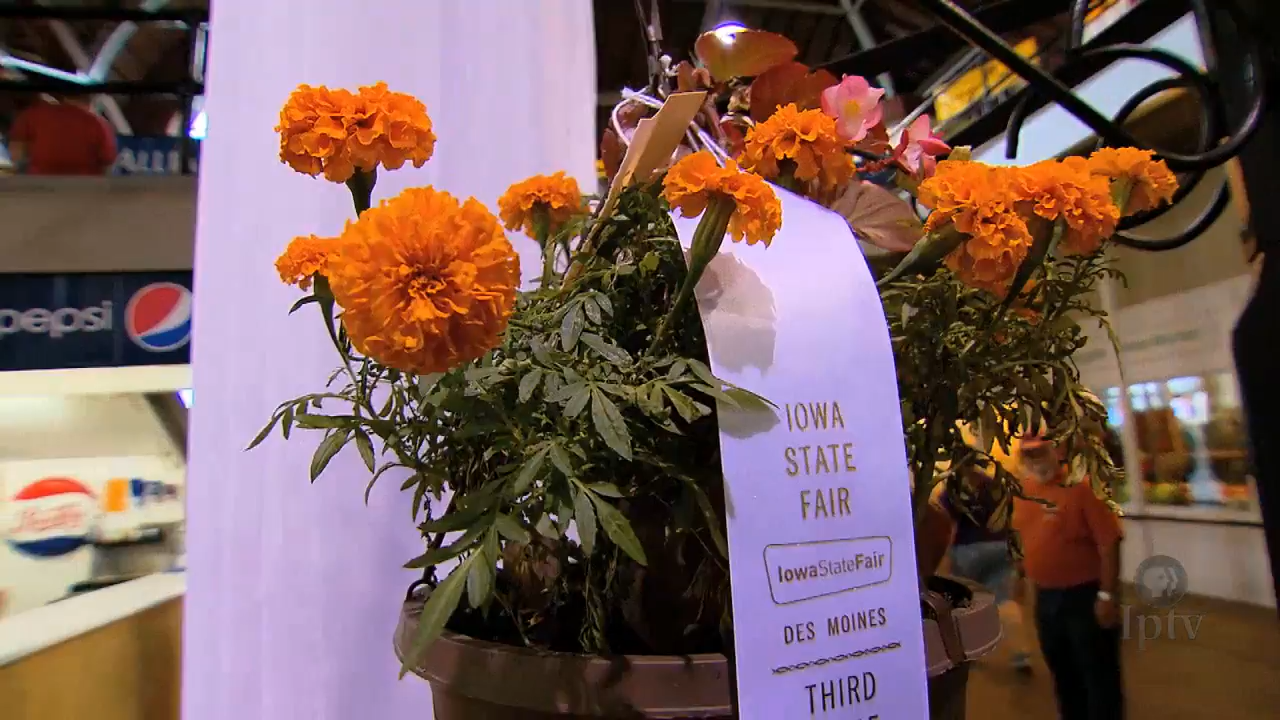 pepsi
IOWA
STATE
FAIR
IowaStateFair
DES MOINES
THIRD
Iptv